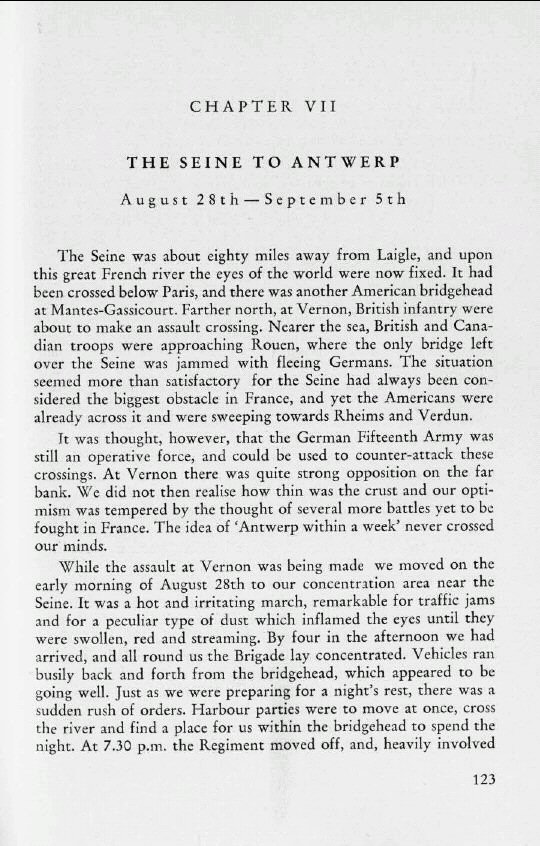 CHAPTER VII
THE SEINE TO ANTWERP
August 28th — September 5th
The Seine was about eighty miles away from Laigle, and upon
this great French river the eyes of the world were now fixed. It had
been crossed below Paris, and there was another American bridgehead
at Mantes-Gassicourt. Farther north, at Vernon, British infantry were
about to make an assault crossing. Nearer the sea, British and Cana-
dian troops were approaching Rouen, where the only bridge left
over the Seine was jammed with fleeing Germans. The situation
seemed more than satisfactory for the Seine had always been con-
sidered the biggest obstacle in France, and yet the Americans were
already across it and were sweeping towards Rheims and Verdun.
It was thought, however, that the German Fifteenth Army was
still an operative force, and could be used to counter-attack these
crossings. At Vernon there was quite strong opposition on the far
bank. We did not then realise how thin was the crust and our opti-
mism was tempered by the thought of several more battles yet to be
fought in France. The idea of ‘Antwerp within a week’ never crossed
our minds.
While the assault at Vernon was being made we moved on the
early morning of August 28th to our concentration area near the
Seine. It was a hot and irritating march, remarkable for traffic jams
and for a peculiar type of dust which inflamed the eyes until they
were swollen, red and streaming. By four in the afternoon we had
arrived, and all round us the Brigade lay concentrated. Vehicles ran
busily back and forth from the bridgehead, which appeared to be
going well. Just as we were preparing for a night's rest, there was a
sudden rush of orders. Harbour parties were to move at once, cross
the river and find a place for us within the bridgehead to spend the
night. At 7.30 p.m. the Regiment moved off, and, heavily involved
123